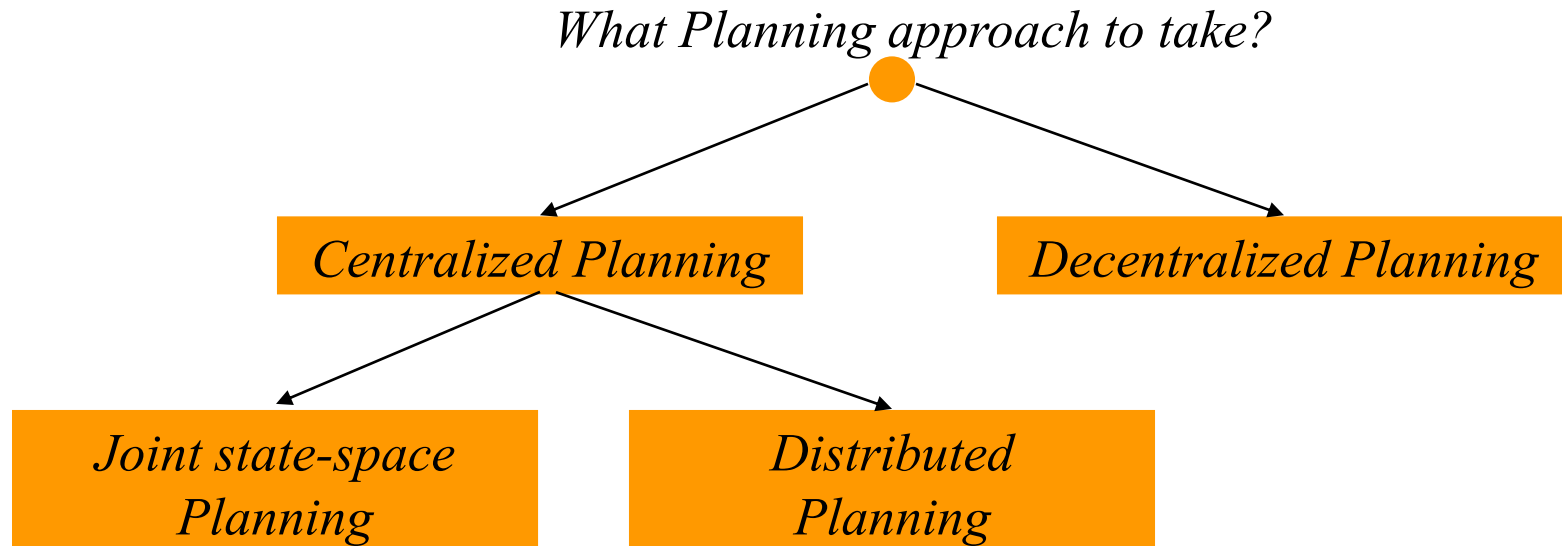 What Planning approach to take?
Centralized Planning
Decentralized Planning
Joint state-space
Planning
Distributed
Planning